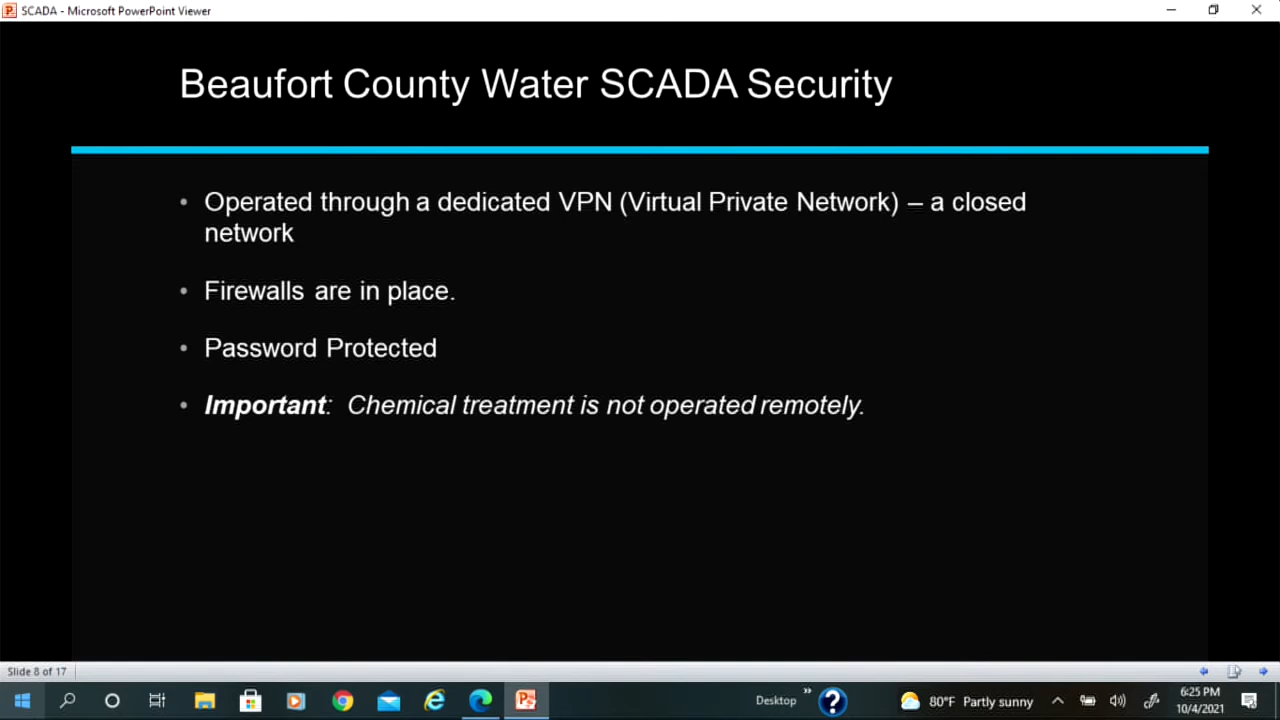 SCADA - Microsoft PowerPoint Viewer
Beaufort County Water SCADA Security
• Operated through a dedicated VPN (Virtual Private Network) – a closed
network
• Firewalls are in place.
• Password Protected
• Important: Chemical treatment is not operated remotely.
Slide 8 of 17
Desktop
80°F Partly sunny
6:25 PM
10/4/2021